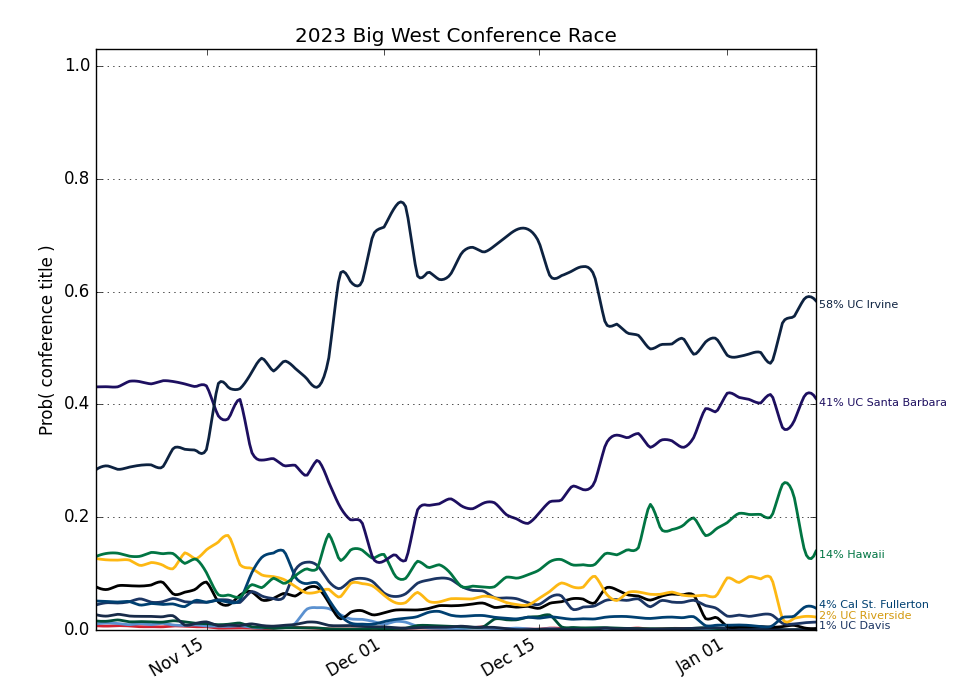 2023 Big West Conference Race
Prob( conference title )
1.0
0.8
0.6
0.4
0.2
0.0
Nov 15
Dec 01
Dec 15
Jan 01
58% UC Irvine
41% UC Santa Barbara
14% Hawaii
4% Cal St. Fullerton
2% UC Riverside
1% UC Davis